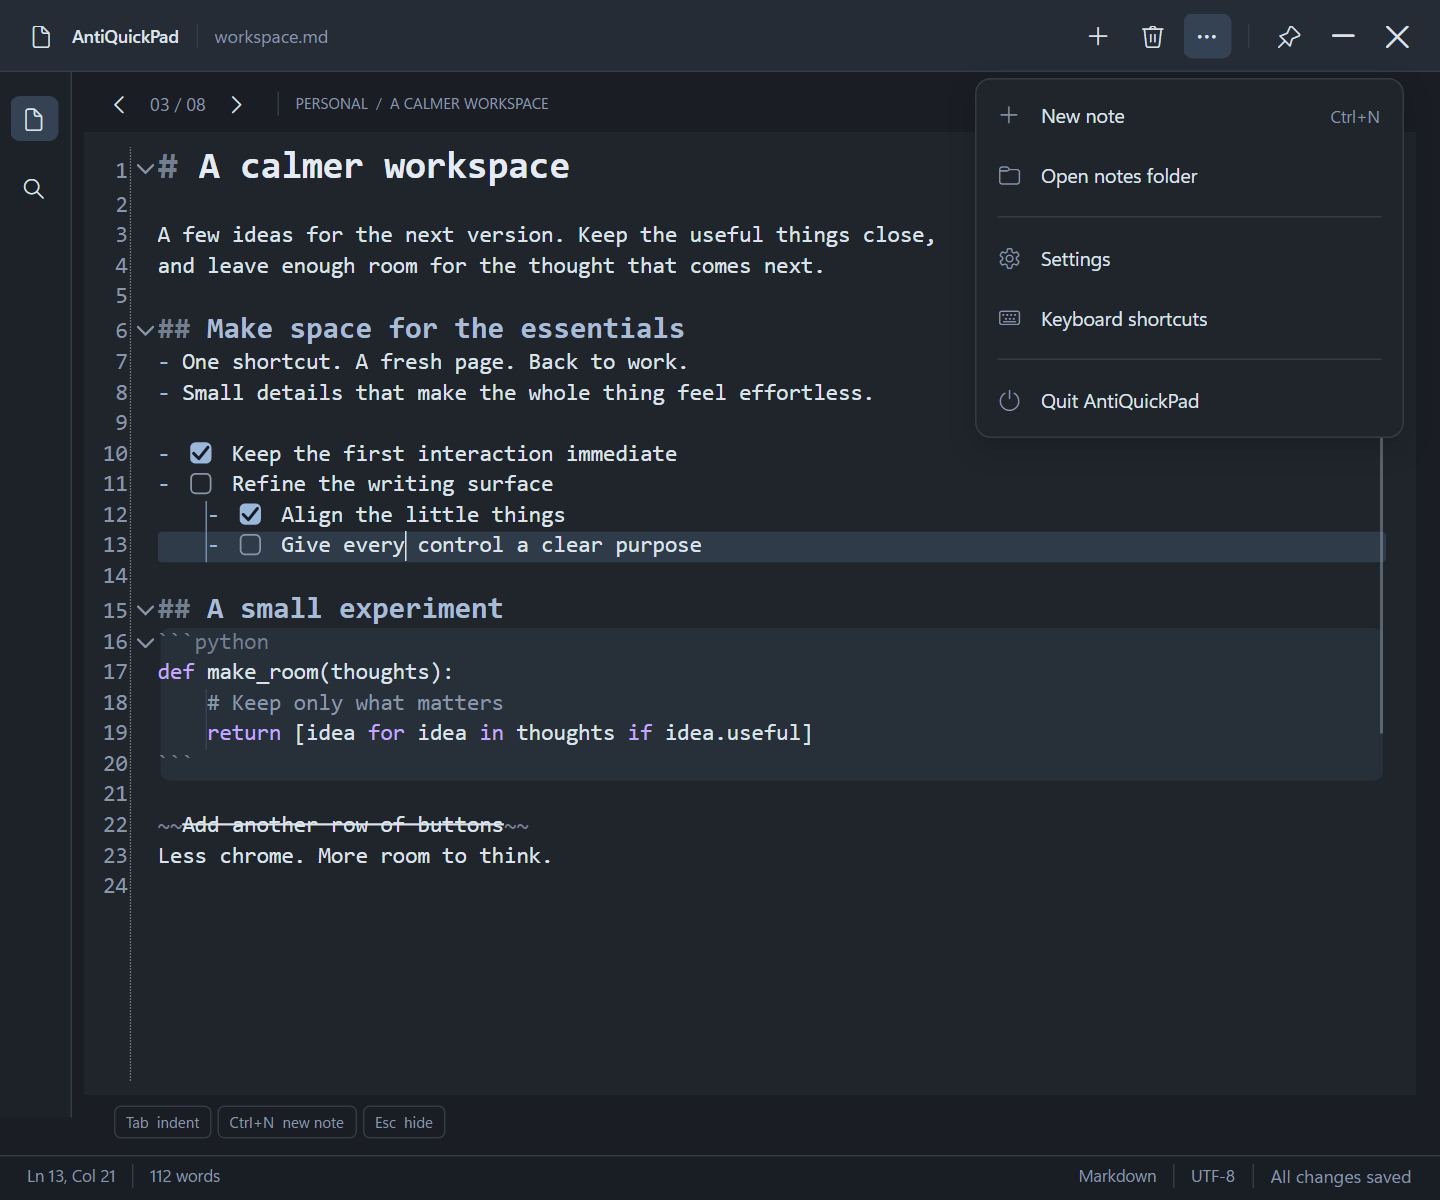 AntiQuickPad workspace.md
03 / 08 PERSONAL / A CALMER WORKSPACE
New note Ctrl+N
Open notes folder
Settings
Keyboard shortcuts
Quit AntiQuickPad
1 # A calmer workspace
2
3 A few ideas for the next version. Keep the useful things close,
4 and leave enough room for the thought that comes next.
5
6 ## Make space for the essentials
7 - One shortcut. A fresh page. Back to work.
8 - Small details that make the whole thing feel effortless.
9
10 - Keep the first interaction immediate
11 - Refine the writing surface
12 - Align the little things
13 - Give every control a clear purpose
14
15 ## A small experiment
16 ```python
17 def make_room(thoughts):
18 # Keep only what matters
19 return [idea for idea in thoughts if idea.useful]
20 ```
21
22 ~~Add another row of buttons~~
23 Less chrome. More room to think.
24
Tab indent Ctrl+N new note Esc hide
Ln 13, Col 21 112 words Markdown UTF-8 All changes saved